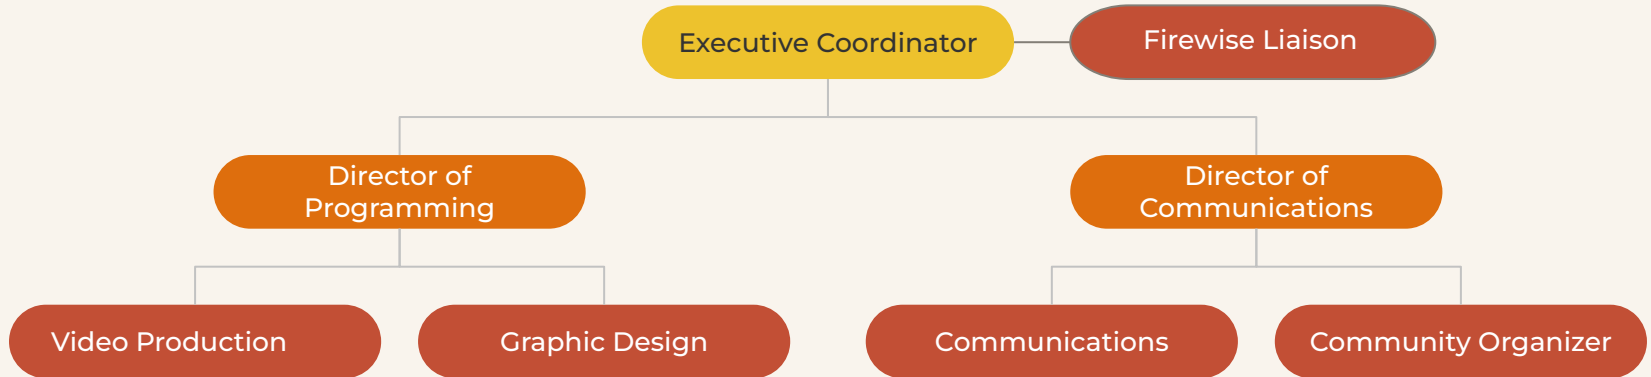 Executive Coordinator
Firewise Liaison
Director of
Programming
Director of
Communications
Video Production
Graphic Design
Communications
Community Organizer